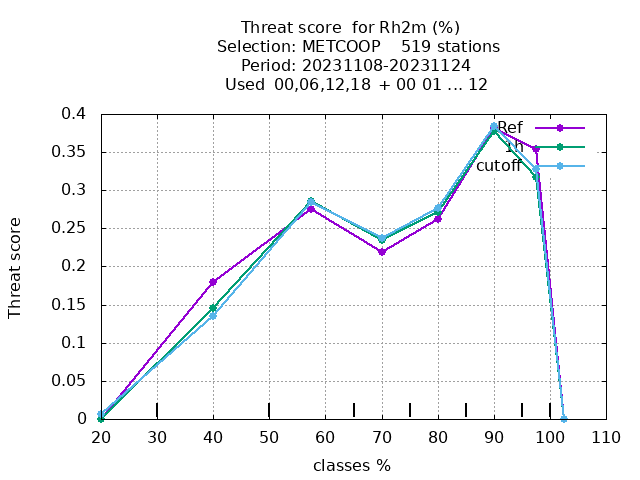 Threat score  for Rh2m (%)
Selection: METCOOP    519 stations
Period: 20231108-20231124
Used  00,06,12,18  + 00 01 ... 12
0.4
0.35
0.3
0.25
0.2
0.15
0.1
0.05
0
Threat score
Ref
1h
cutoff
20 30 40 50 60 70 80 90 100 110
classes %